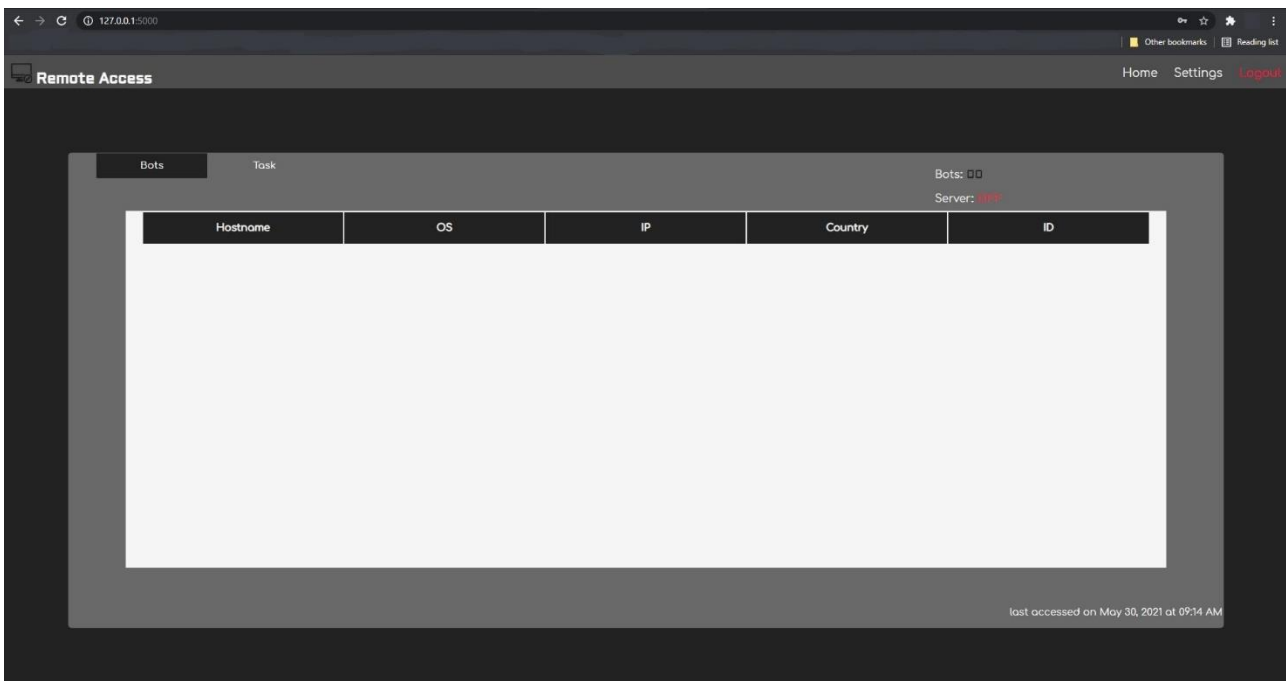 127.0.0.1:5000
Other bookmarks Reading list
Remote Access
Home Settings Logout
Bots Task
Bots:
Server: OFF
Hostname OS IP Country ID
last accessed on May 30, 2021 at 09:14 AM